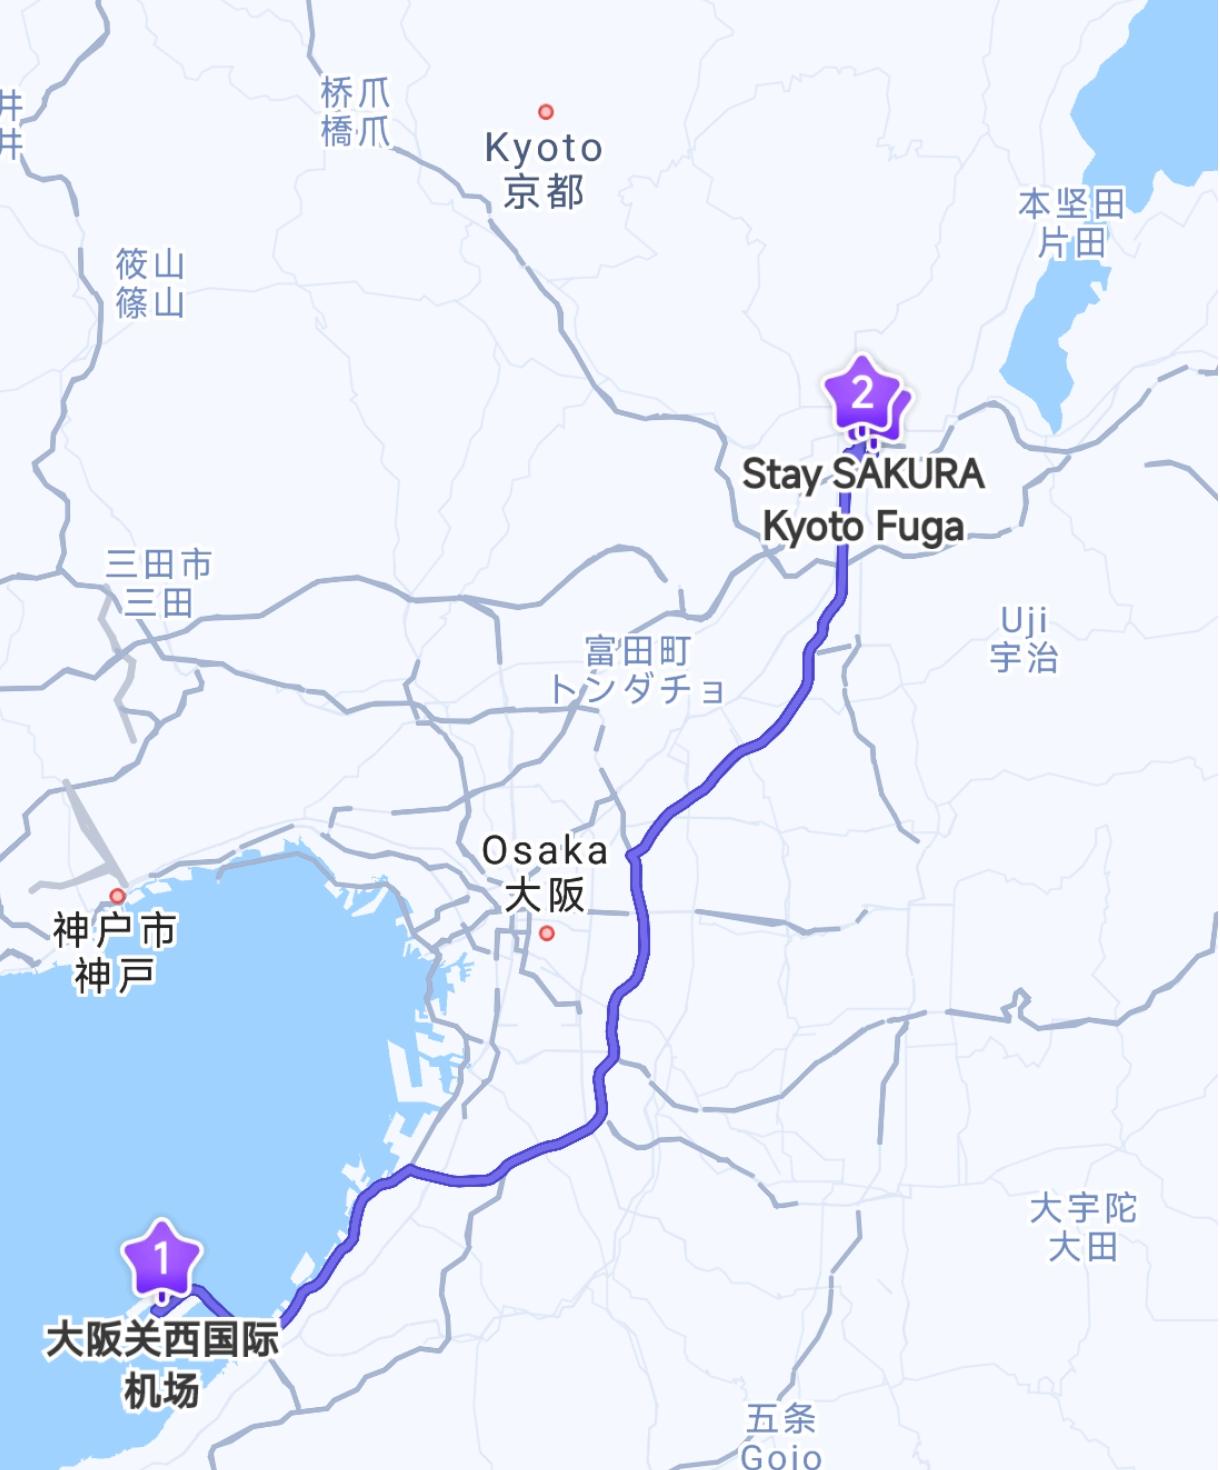 桥爪
橋爪
井
井
Kyoto
京都
本坚田
片田
筱山
篠山
2
Stay SAKURA
Kyoto Fuga
三田市
三田
Uji
宇治
富田町
トンダチョ
Osaka
大阪
神户市
神戸
大宇陀
大田
1
大阪关西国际
机场
五条
Gojo